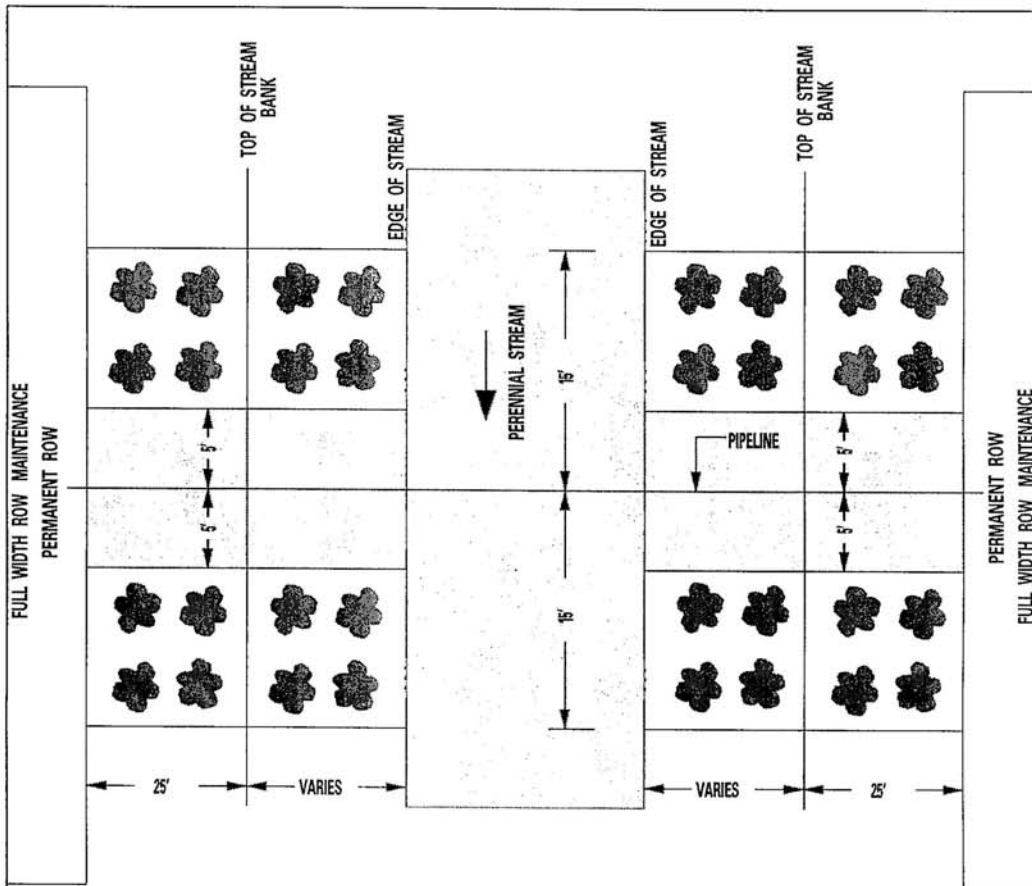 TOP OF STREAM
BANK
TOP OF STREAM
BANK
EDGE OF STREAM
EDGE OF STREAM
FULL WIDTH ROW MAINTENANCE
PERMANENT ROW
PERENNIAL STREAM
15'
15'
5'
5'
PIPELINE
5'
5'
PERMANENT ROW
FULL WIDTH ROW MAINTENANCE
25'
VARIES
VARIES
25'